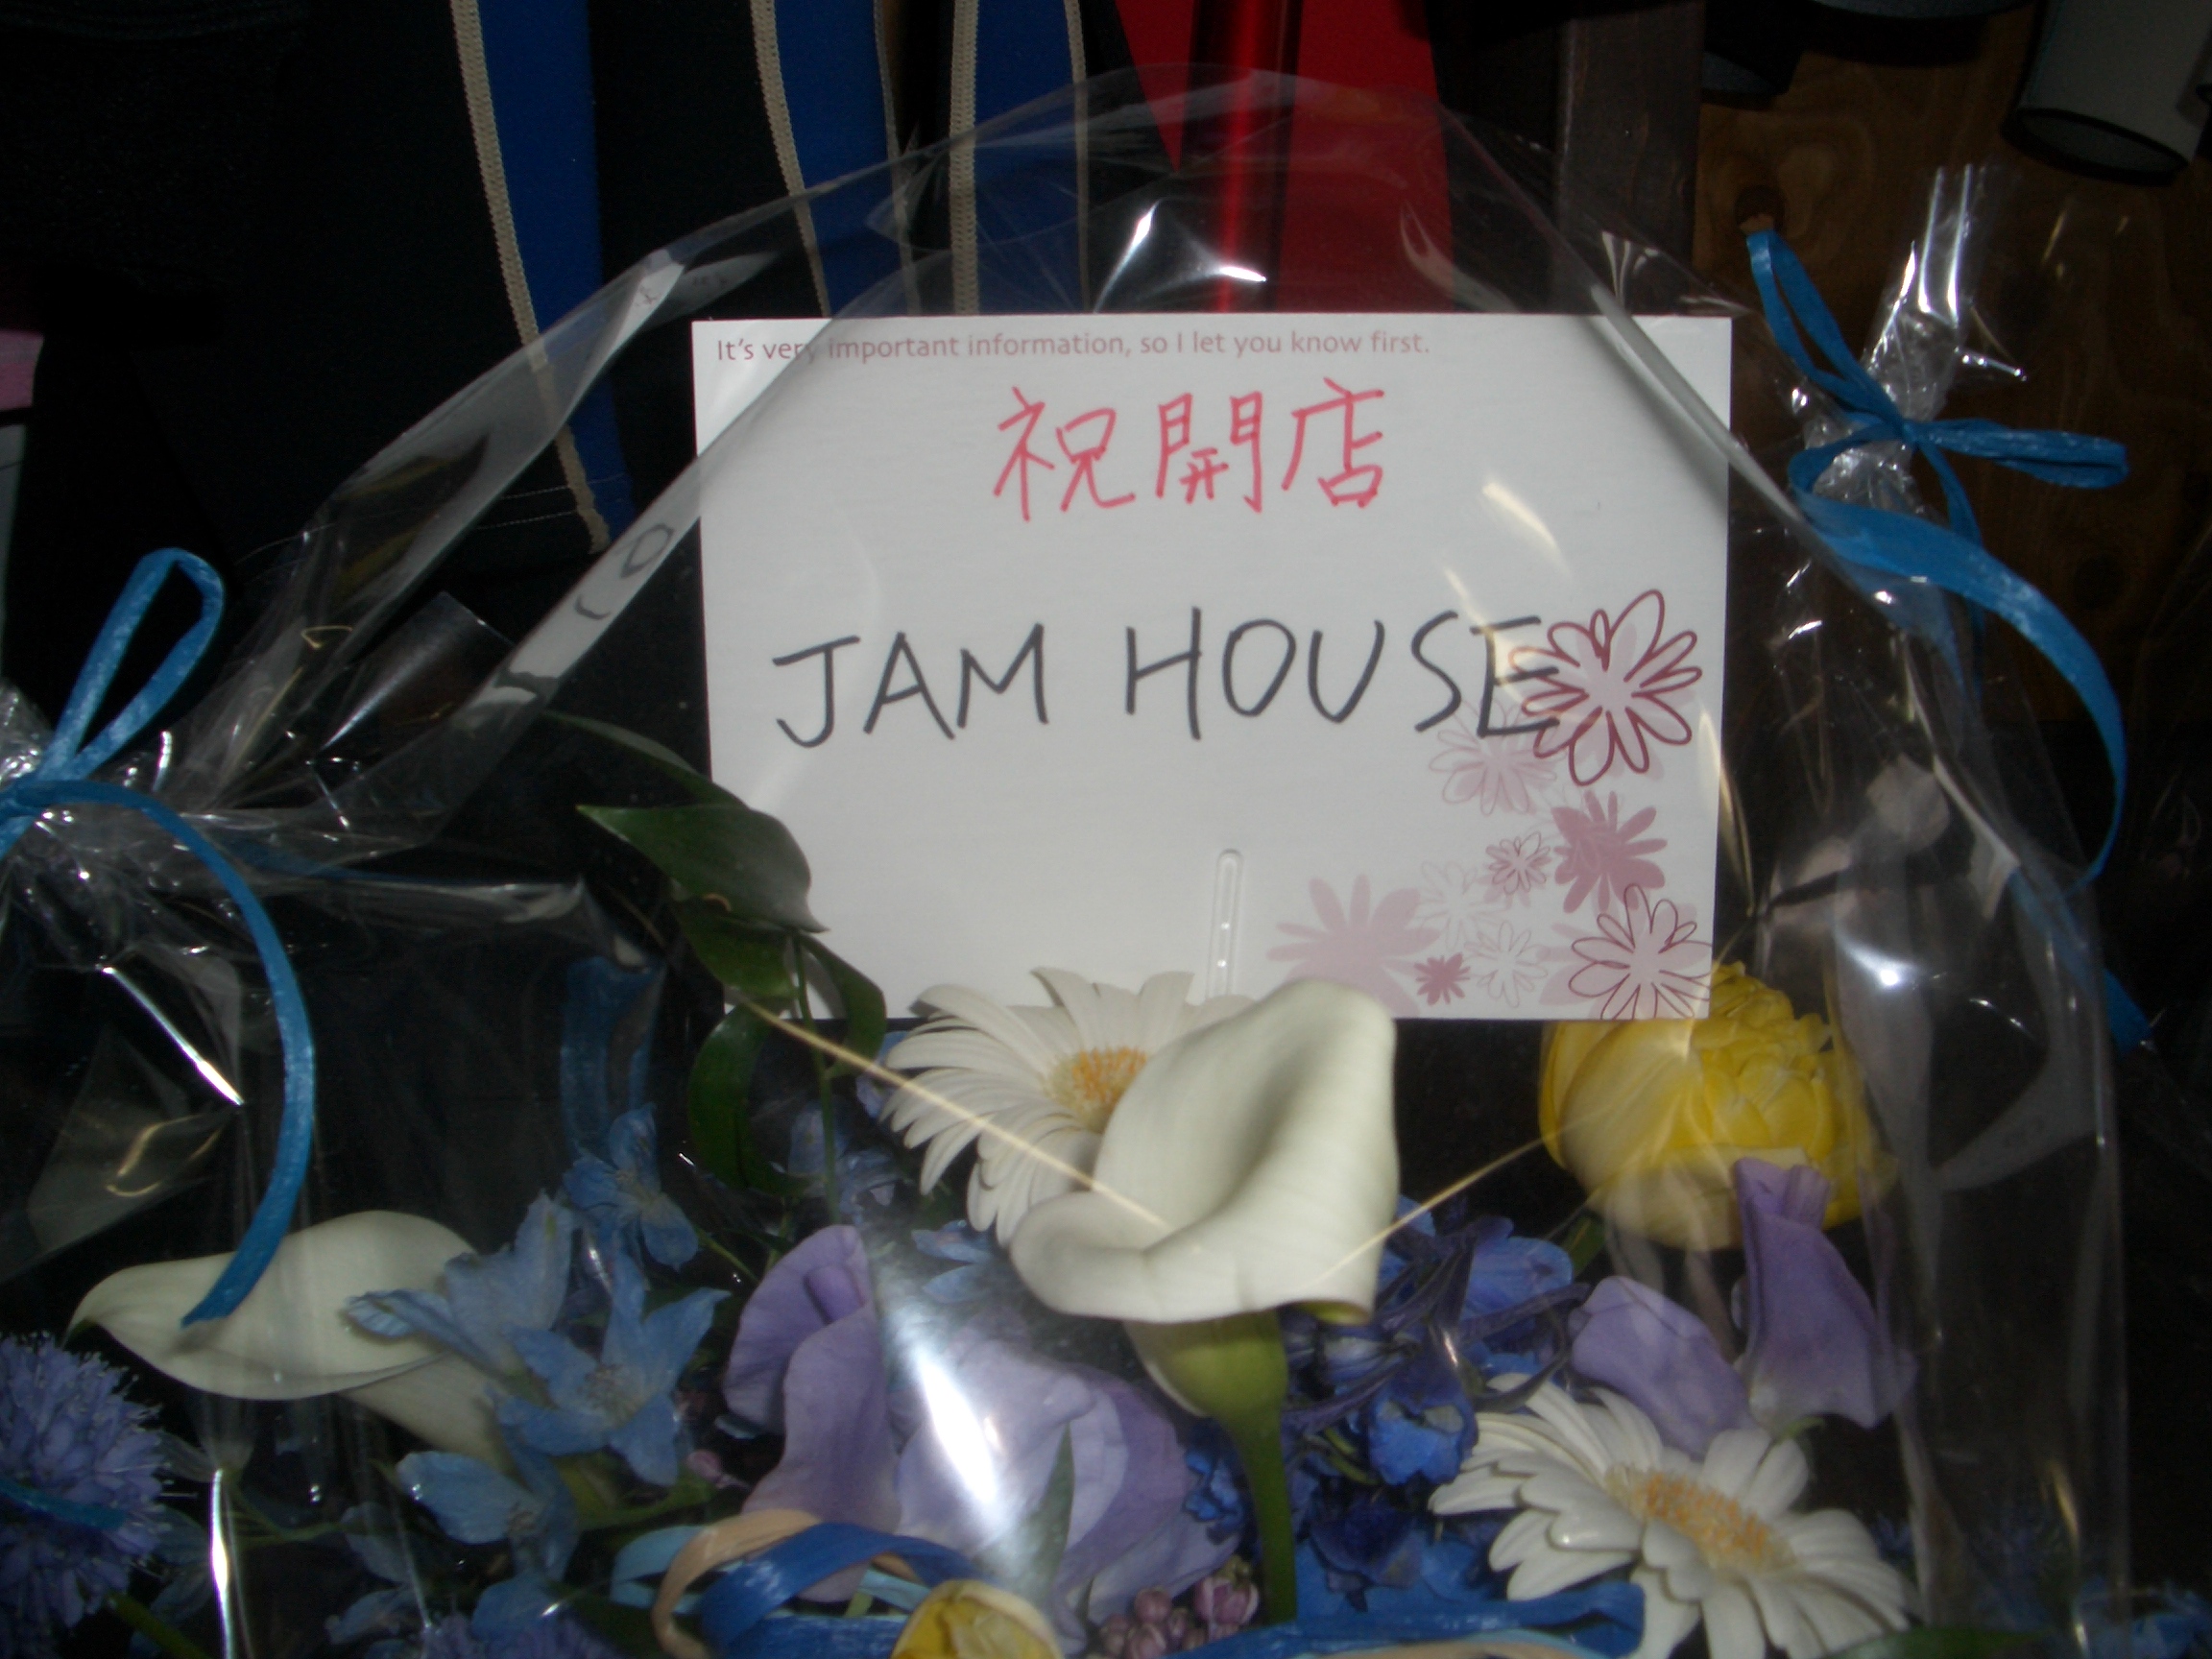 It's very important information, so I let you know first.
祝開店
JAM HOUSE